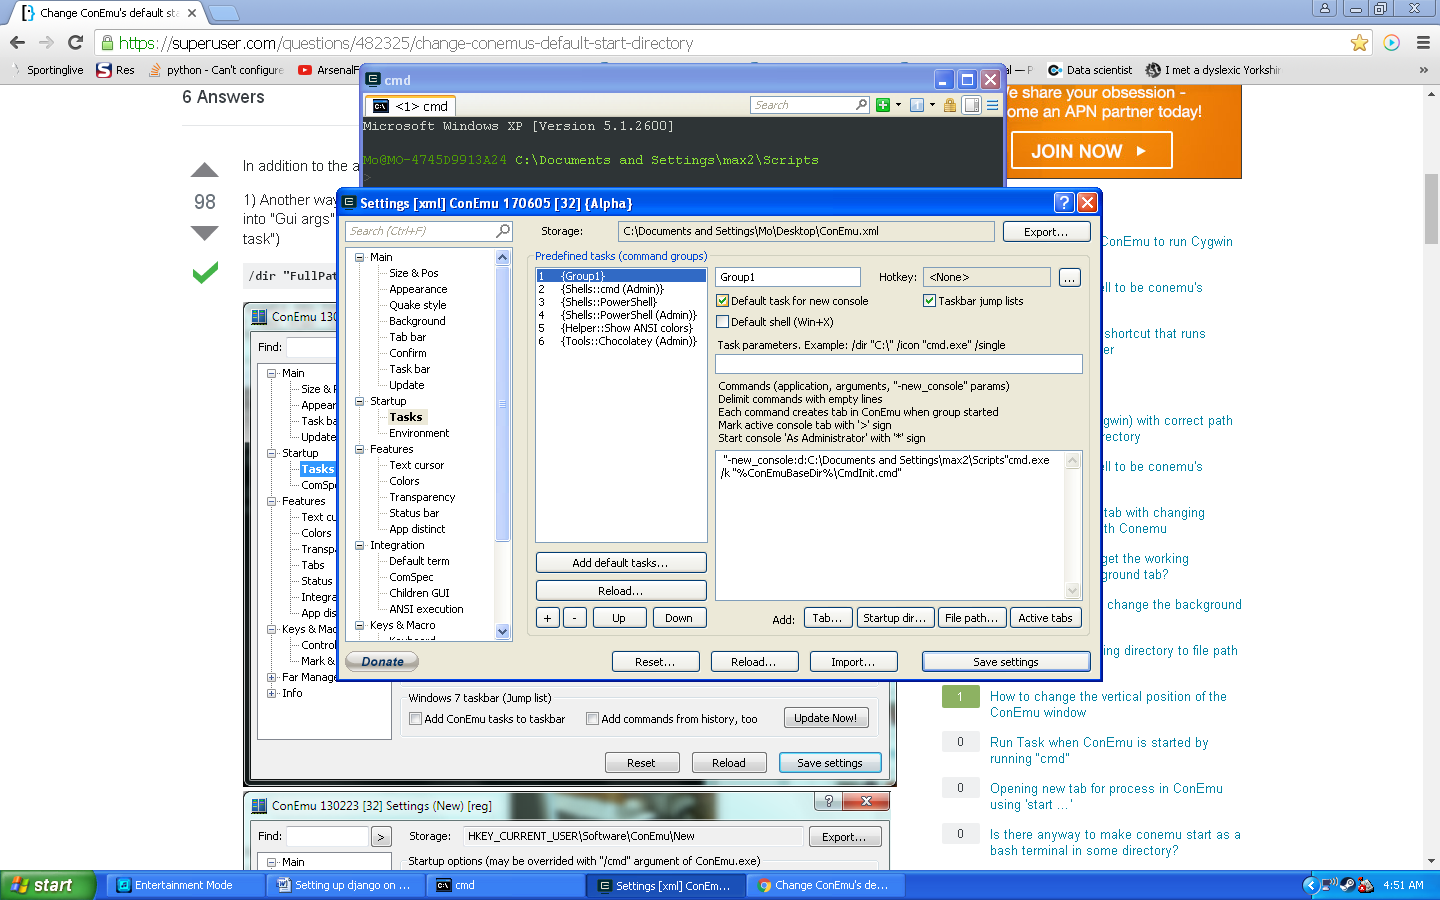 Change ConEmu's default sta
https://superuser.com/questions/482325/change-conemus-default-start-directory
Sportinglive
Res
python - Can't configure
ArsenalF
al — P
Data scientist
I met a dyslexic Yorkshir
»
6 Answers
In addition to the a
98
1) Another way
into "Gui args"
task")
/dir "FullPat
We share your obsession -
ome an APN partner today!
JOIN NOW
cmd
<1> cmd
Search
Microsoft Windows XP [Version 5.1.2600]
Mo@MO-4745D9913A24 C:\Documents and Settings\max2\Scripts
>
Settings [xml] ConEmu 170605 [32] {Alpha}
Search (Ctrl+F)
Storage:
C:\Documents and Settings\Mo\Desktop\ConEmu.xml
Export...
Main
Size & Pos
Appearance
Quake style
Background
Tab bar
Confirm
Task bar
Update
Startup
Tasks
Environment
Features
Text cursor
Colors
Transparency
Status bar
App distinct
Integration
Default term
ComSpec
Children GUI
ANSI execution
Keys & Macro
Keyboard
Donate
Predefined tasks (command groups)
1 {Group1}
2 {Shells::cmd (Admin)}
3 {Shells::PowerShell}
4 {Shells::PowerShell (Admin)}
5 {Helper::Show ANSI colors}
6 {Tools::Chocolatey (Admin)}
Add default tasks...
Reload...
+
-
Up
Down
Group1
Hotkey:
<None>
...
Default task for new console
Taskbar jump lists
Default shell (Win+X)
Task parameters. Example: /dir "C:\" /icon "cmd.exe" /single
Commands (application, arguments, "-new_console" params)
Delimit commands with empty lines
Each command creates tab in ConEmu when group started
Mark active console tab with '>' sign
Start console 'As Administrator' with '*' sign
"-new_console:d:C:\Documents and Settings\max2\Scripts"cmd.exe
/k "%ConEmuBaseDir%\CmdInit.cmd"
Add:
Tab...
Startup dir...
File path...
Active tabs
Reset...
Reload...
Import...
Save settings
ConEmu 130
Find:
Main
Size & P
Appear
Task ba
Update
Startup
Tasks
ComSpe
Features
Text cu
Colors
Transpa
Tabs
Status
Integra
App dis
Keys & Mac
Control
Mark &
Far Manage
Info
Windows 7 taskbar (Jump list)
Add ConEmu tasks to taskbar
Add commands from history, too
Update Now!
Reset
Reload
Save settings
ConEmu 130223 [32] Settings (New) [reg]
?
Find:
>
Storage:
HKEY_CURRENT_USER\Software\ConEmu\New
Export...
Main
Startup options (may be overridden with "/cmd" argument of ConEmu.exe)
ConEmu to run Cygwin
ll to be conemu's
shortcut that runs
er
gwin) with correct path
rectory
ll to be conemu's
tab with changing
th Conemu
get the working
ground tab?
change the background
ing directory to file path
1
How to change the vertical position of the
ConEmu window
0
Run Task when ConEmu is started by
running "cmd"
0
Opening new tab for process in ConEmu
using 'start ...'
0
Is there anyway to make conemu start as a
bash terminal in some directory?
start
Entertainment Mode
Setting up django on ...
cmd
Settings [xml] ConEm...
Change ConEmu's de...
4:51 AM